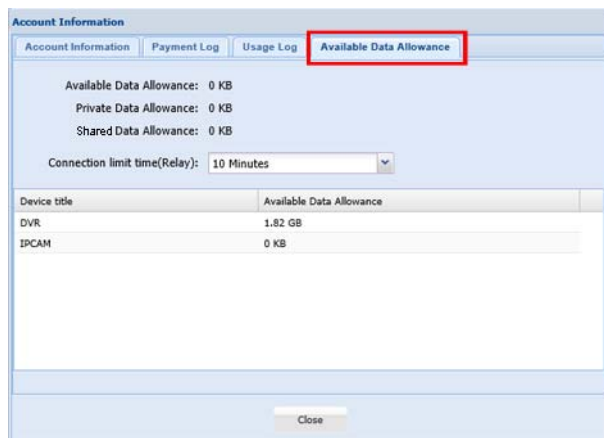 Account Information
Account Information Payment Log Usage Log Available Data Allowance
Available Data Allowance: 0 KB
Private Data Allowance: 0 KB
Shared Data Allowance: 0 KB
Connection limit time(Relay): 10 Minutes
Device title Available Data Allowance
DVR 1.82 GB
IPCAM 0 KB
Close